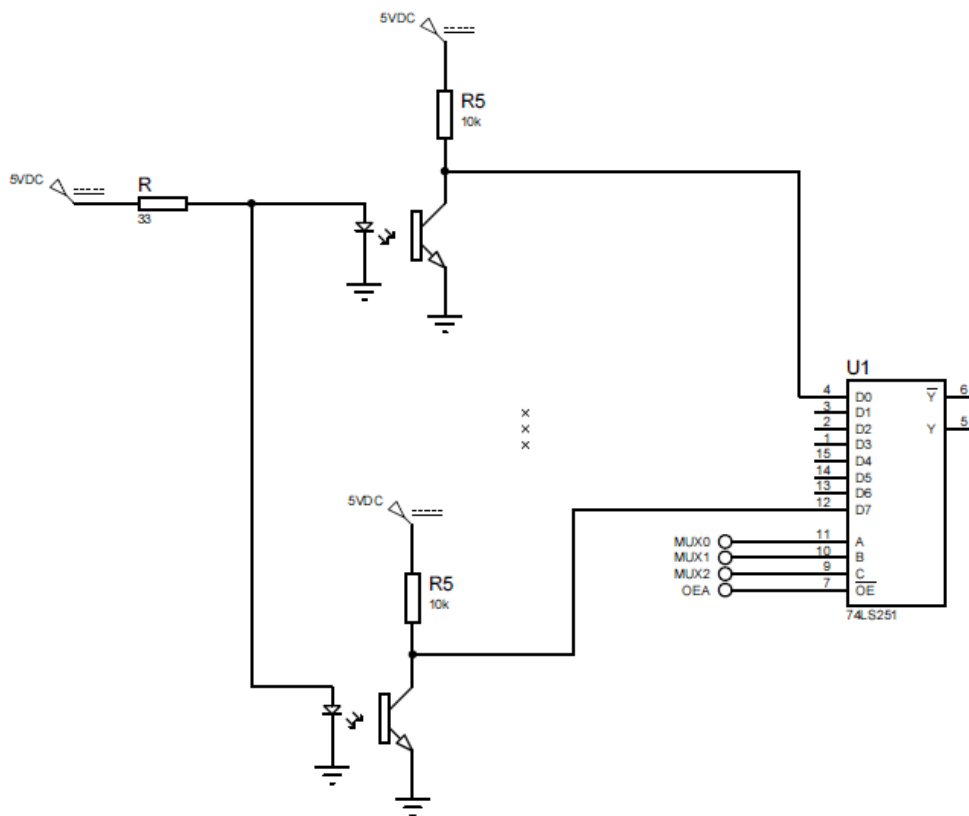 5VDC
R5
10k
5VDC
R
33
U1
4 D0 Y 6
3 D1
2 D2 Y 5
1 D3
15 D4
14 D5
13 D6
12 D7
MUX0 11 A
MUX1 10 B
MUX2 9 C
OEA 7 OE
74LS251
5VDC
R5
10k